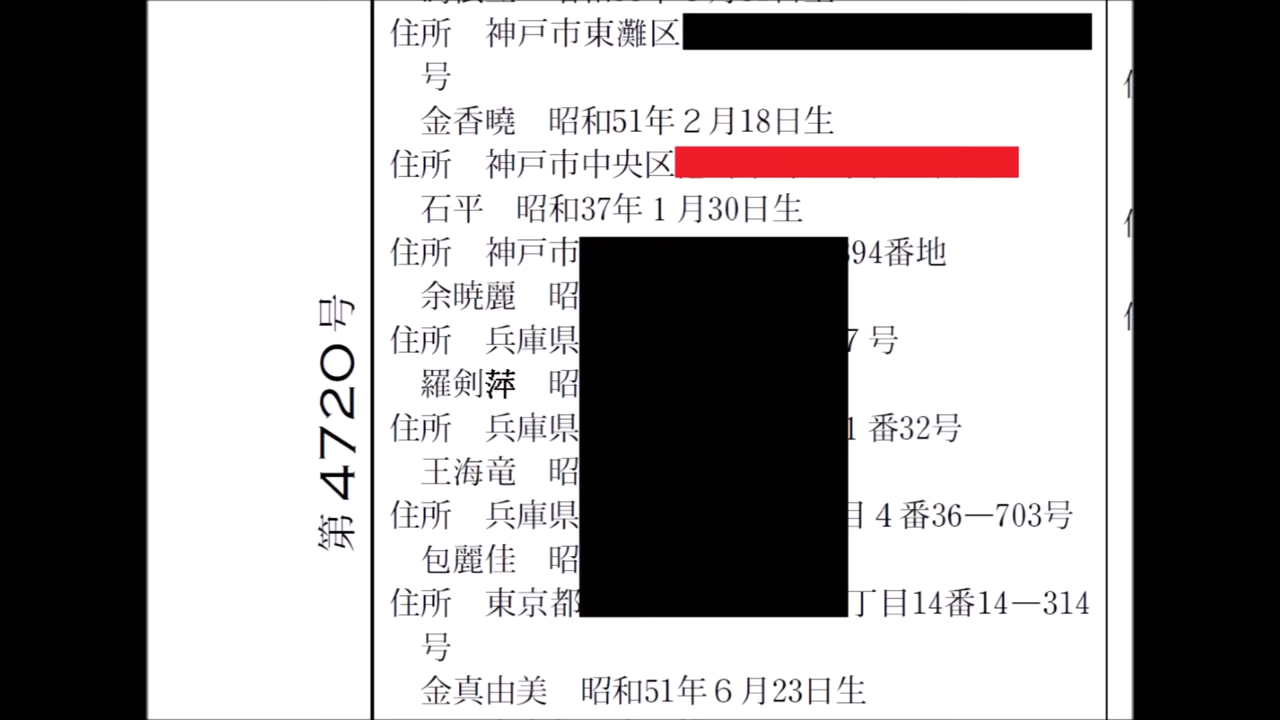 住所　神戸市東灘区
号
金香曉　昭和51年２月18日生
住所　神戸市中央区
石平　昭和37年１月30日生
住所　神戸市 94番地
余暁麗　昭
住所　兵庫県 7号
羅剣萍　昭
住所　兵庫県 1番32号
王海竜　昭
住所　兵庫県 目４番36―703号
包麗佳　昭
住所　東京都 丁目14番14―314
号
金真由美　昭和51年６月23日生
第4720号